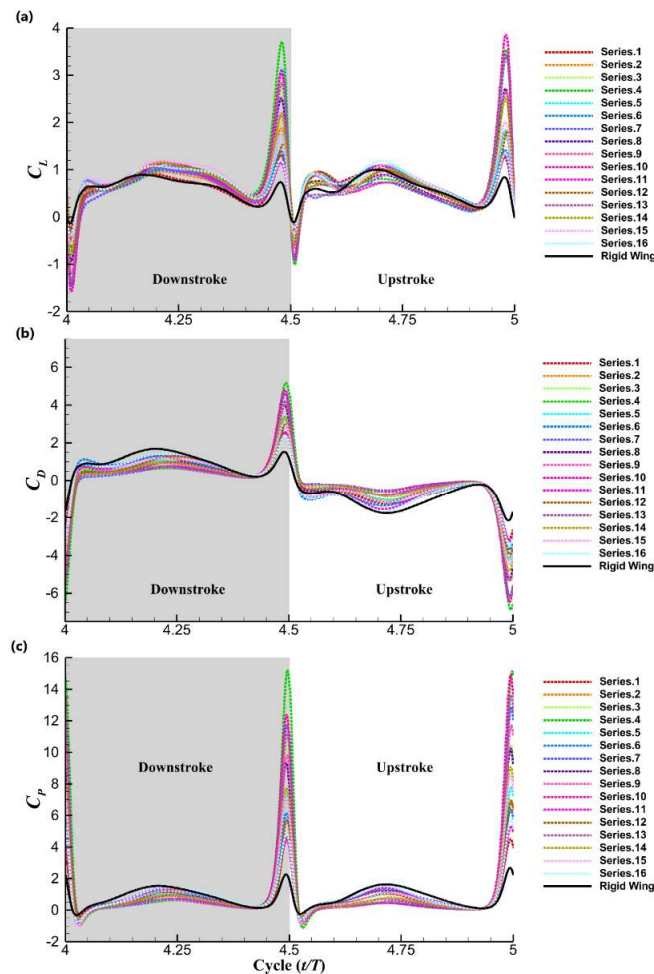 (a)
4
3
2
1
0
-1
-2
C_L
Downstroke
Upstroke
4
4.25
4.5
4.75
5
Series.1
Series.2
Series.3
Series.4
Series.5
Series.6
Series.7
Series.8
Series.9
Series.10
Series.11
Series.12
Series.13
Series.14
Series.15
Series.16
Rigid Wing
(b)
6
4
2
0
-2
-4
-6
C_D
Downstroke
Upstroke
4
4.25
4.5
4.75
5
Series.1
Series.2
Series.3
Series.4
Series.5
Series.6
Series.7
Series.8
Series.9
Series.10
Series.11
Series.12
Series.13
Series.14
Series.15
Series.16
Rigid Wing
(c)
16
14
12
10
8
6
4
2
0
-2
C_P
Downstroke
Upstroke
4
4.25
4.5
4.75
5
Cycle (t/T)
Series.1
Series.2
Series.3
Series.4
Series.5
Series.6
Series.7
Series.8
Series.9
Series.10
Series.11
Series.12
Series.13
Series.14
Series.15
Series.16
Rigid Wing